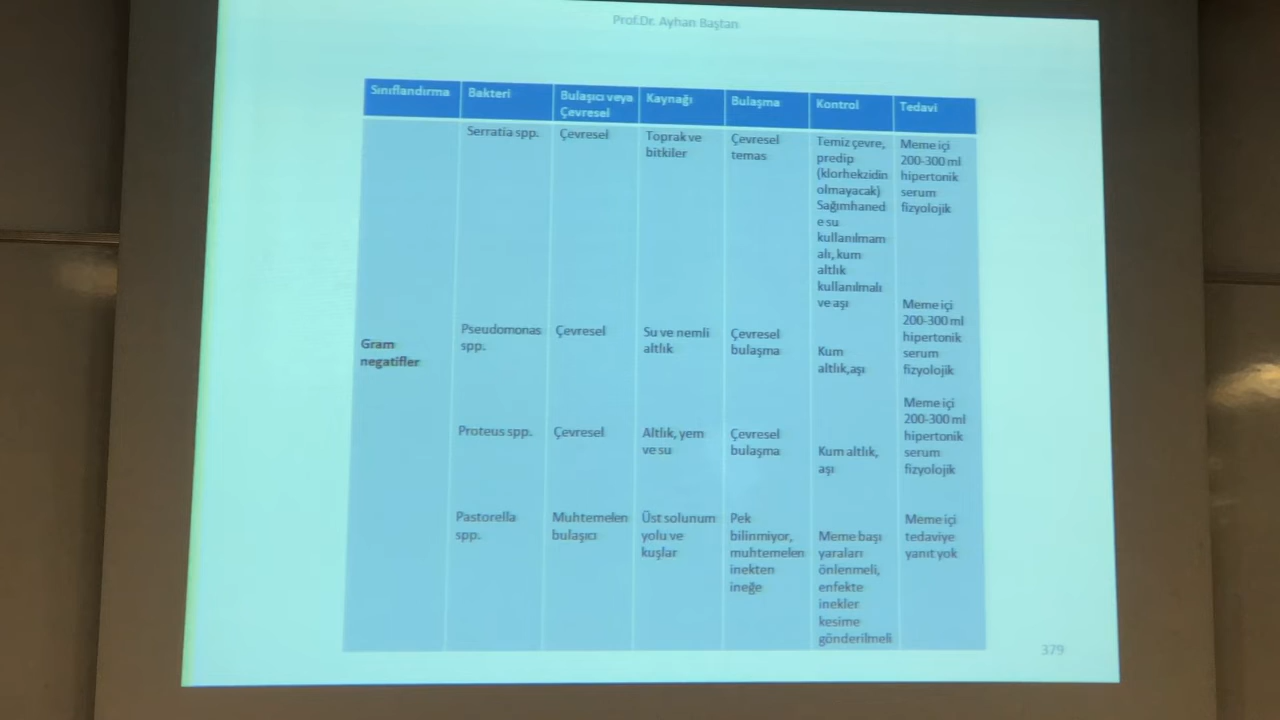 Prof.Dr. Ayhan Baştan
Sınıflandırma
Bakteri
Bulaşıcı veya
Çevresel
Kaynağı
Bulaşma
Kontrol
Tedavi
Gram
negatifler
Serratia spp.
Çevresel
Toprak ve
bitkiler
Çevresel
temas
Temiz çevre,
predip
(klorhekzidin
olmayacak)
Sağımhaned
e su
kullanılmam
alı, kum
altlık
kullanılmalı
ve aşı
Meme içi
200-300 ml
hipertonik
serum
fizyolojik
Pseudomonas
spp.
Çevresel
Su ve nemli
altlık
Çevresel
bulaşma
Kum
altlık,aşı
Meme içi
200-300 ml
hipertonik
serum
fizyolojik
Proteus spp.
Çevresel
Altlık, yem
ve su
Çevresel
bulaşma
Kum altlık,
aşı
Meme içi
200-300 ml
hipertonik
serum
fizyolojik
Pastorella
spp.
Muhtemelen
bulaşıcı
Üst solunum
yolu ve
kuşlar
Pek
bilinmiyor,
muhtemelen
inekten
ineğe
Meme başı
yaraları
önlenmeli,
enfekte
inekler
kesime
gönderilmeli
Meme içi
tedaviye
yanıt yok
379